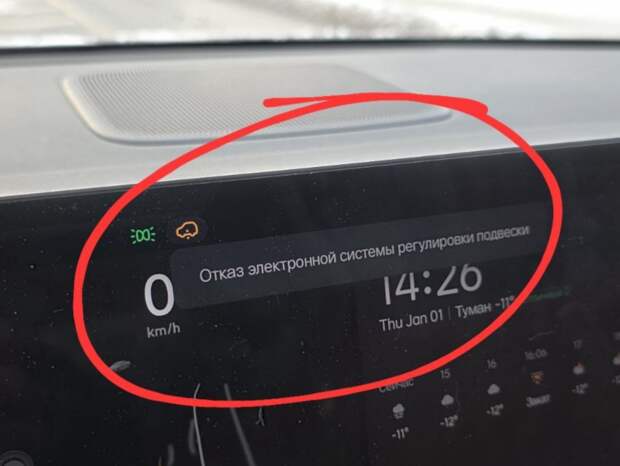 Отказ электронной системы регулировки подвески
0
km/h
14:26
Thu Jan 01 | Туман -11°
Сейчас 15 16 16:06 17
Закат
-11° -12° -12° -12°